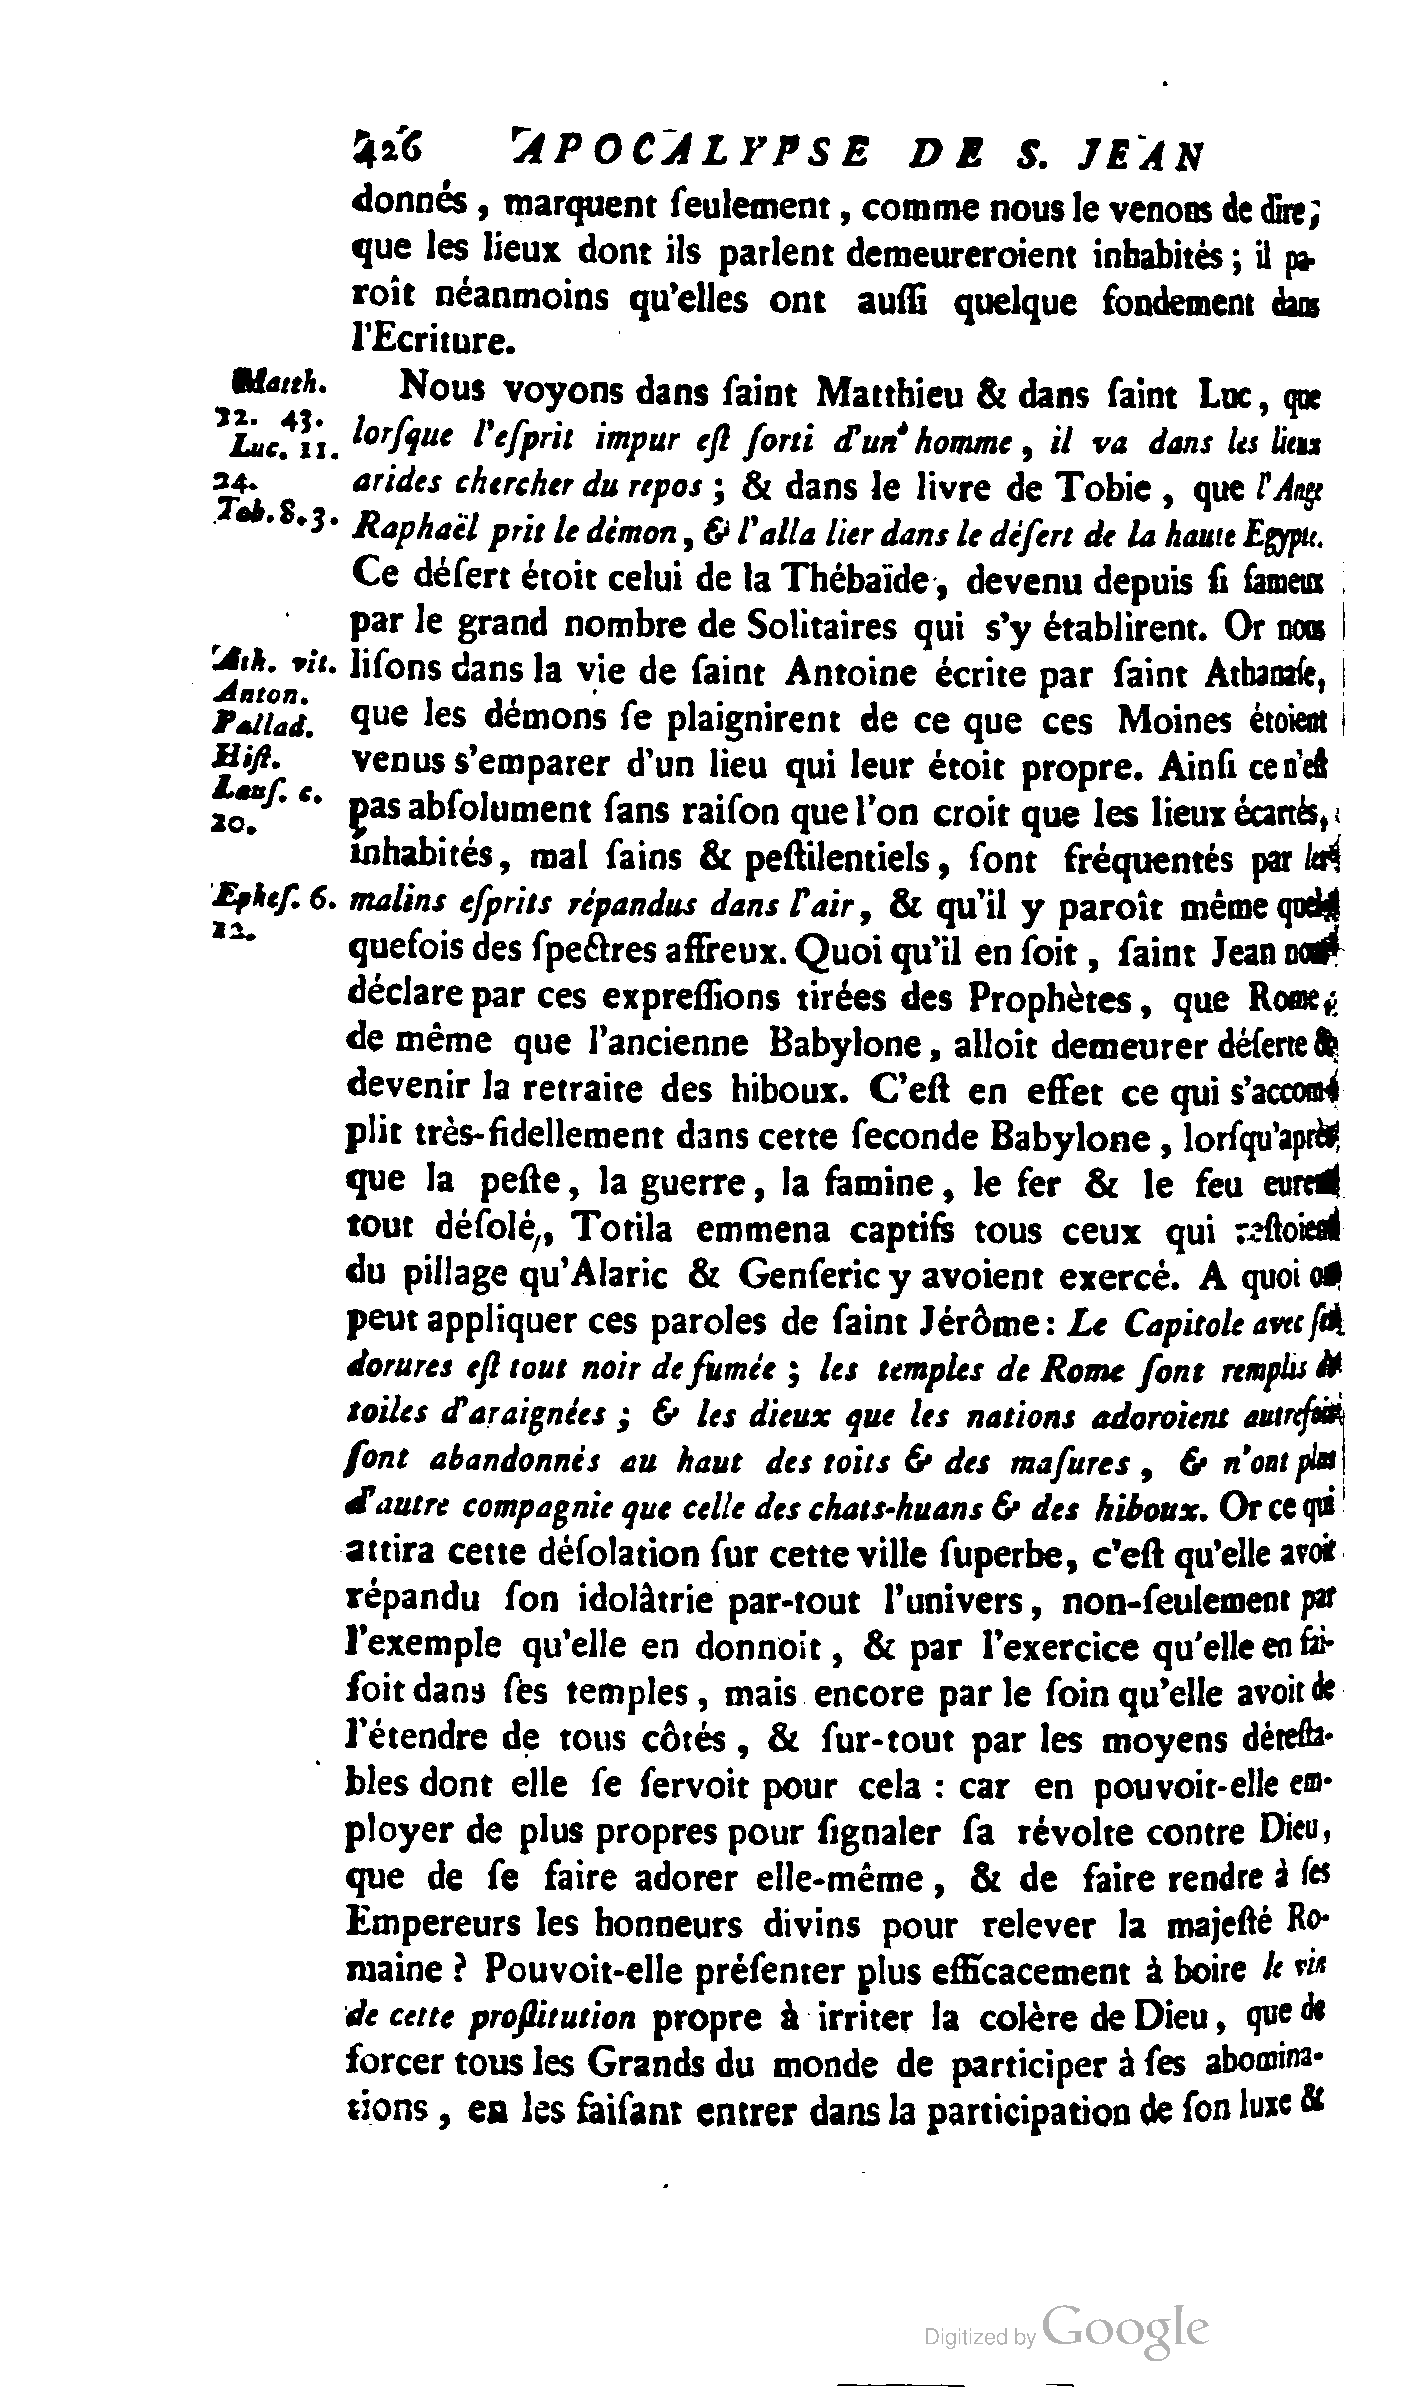 426 APOCALYPSE DE S. JEAN
donnés, marquent ſeulement, comme nous le venons de dire;
que les lieux dont ils parlent demeureroient inhabités; il pa-
roît néanmoins qu'elles ont auſſi quelque fondement dans
l'Ecriture.
Matth.
12. 43.
Luc. 11.
24.
Tob. 8. 3.
Nous voyons dans ſaint Matthieu & dans ſaint Luc, que
lorſque l'eſprit impur eſt ſorti d'un homme, il va dans les lieux
arides chercher du repos; & dans le livre de Tobie, que l'Ange
Raphaël prit le démon, & l'alla lier dans le déſert de la haute Egypte.
Ce déſert étoit celui de la Thébaïde, devenu depuis ſi fameux
par le grand nombre de Solitaires qui s'y établirent. Or nous
Ath. vit.
Anton.
Pallad.
Hiſt.
Lauſ. c.
20.
liſons dans la vie de ſaint Antoine écrite par ſaint Athanaſe,
que les démons ſe plaignirent de ce que ces Moines étoient
venus s'emparer d'un lieu qui leur étoit propre. Ainſi ce n'eſt
pas abſolument ſans raiſon que l'on croit que les lieux écartés,
inhabités, mal ſains & peſtilentiels, ſont fréquentés par les
Epheſ. 6.
12.
malins eſprits répandus dans l'air, & qu'il y paroît même quel-
quefois des ſpectres affreux. Quoi qu'il en ſoit, ſaint Jean nous
déclare par ces expreſſions tirées des Prophètes, que Rome,
de même que l'ancienne Babylone, alloit demeurer déſerte &
devenir la retraite des hiboux. C'eſt en effet ce qui s'accom-
plit très-fidellement dans cette ſeconde Babylone, lorſqu'après
que la peſte, la guerre, la famine, le fer & le feu eurent
tout déſolé, Totila emmena captifs tous ceux qui reſtoient
du pillage qu'Alaric & Genſeric y avoient exercé. A quoi on
peut appliquer ces paroles de ſaint Jérôme: Le Capitole avec ſes
dorures eſt tout noir de fumée; les temples de Rome ſont remplis de
toiles d'araignées; & les dieux que les nations adoroient autrefois
ſont abandonnés au haut des toits & des maſures, & n'ont plus
d'autre compagnie que celle des chats-huans & des hiboux. Or ce qui
attira cette déſolation ſur cette ville ſuperbe, c'eſt qu'elle avoit
répandu ſon idolâtrie par-tout l'univers, non-ſeulement par
l'exemple qu'elle en donnoit, & par l'exercice qu'elle en fai-
ſoit dans ſes temples, mais encore par le ſoin qu'elle avoit de
l'étendre de tous côtés, & ſur-tout par les moyens déteſta-
bles dont elle ſe ſervoit pour cela: car en pouvoit-elle em-
ployer de plus propres pour ſignaler ſa révolte contre Dieu,
que de ſe faire adorer elle-même, & de faire rendre à ſes
Empereurs les honneurs divins pour relever la majeſté Ro-
maine? Pouvoit-elle préſenter plus efficacement à boire le vin
de cette proſtitution propre à irriter la colère de Dieu, que de
forcer tous les Grands du monde de participer à ſes abomina-
tions, en les faiſant entrer dans la participation de ſon luxe &
Digitized by Google